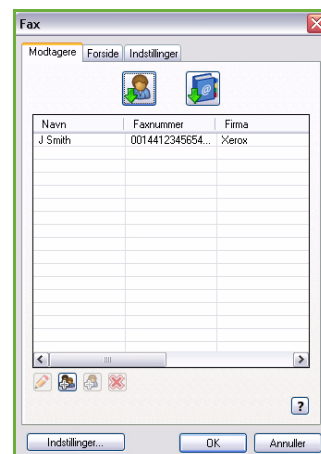 Fax
Modtagere Forside Indstillinger
Navn Faxnummer Firma
J Smith 0014412345654... Xerox
?
Indstillinger... OK Annuller